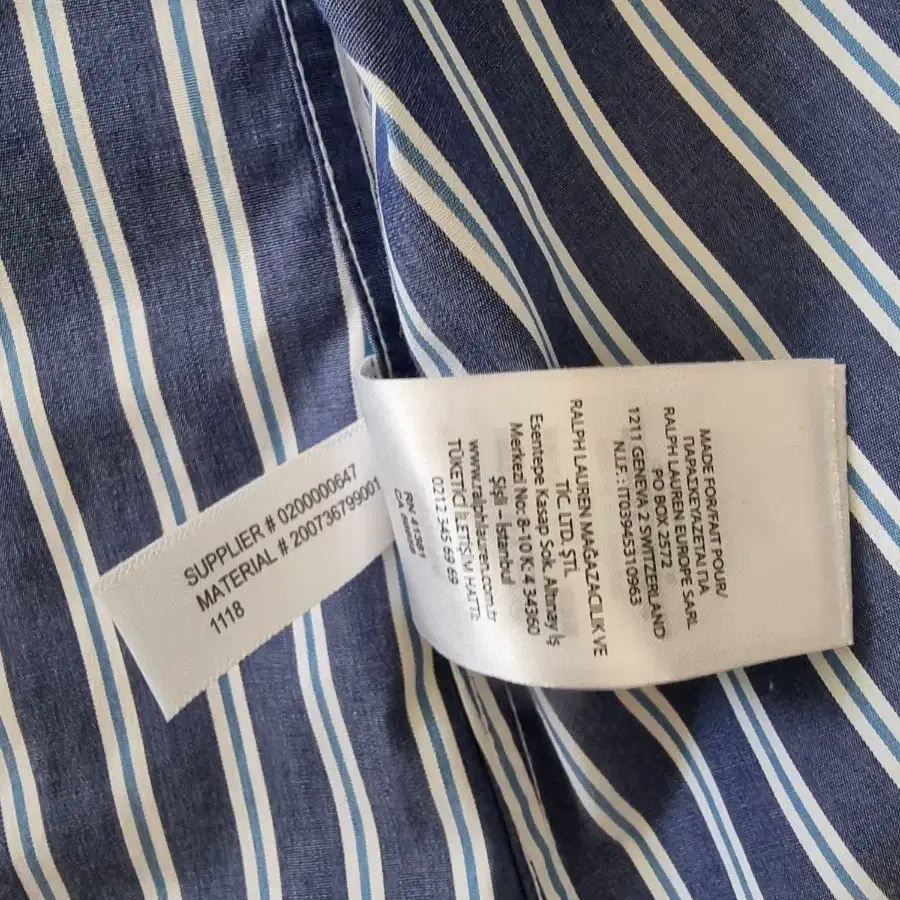 MADE FOR/FAIT POUR/
ΠΑΡΑΣΚΕΥΑΖΕΤΑΙ ΓΙΑ
RALPH LAUREN EUROPE SARL
PO BOX 2572
1211 GENEVA 2 SWITZERLAND
N.I.F. : IT03945310963
RALPH LAUREN MAĞAZACILIK VE
TİC. LTD. ŞTİ.
Esentepe Kasap Sok. Altınay İş
Merkezi No: 8-10 K: 4 34360
Şişli - İstanbul
www.ralphlauren.com.tr
TÜKETİCİ İLETİŞİM HATTI:
0212 345 69 69
RN 41381
CA
SUPPLIER # 0200000647
MATERIAL # 200736799001
1118